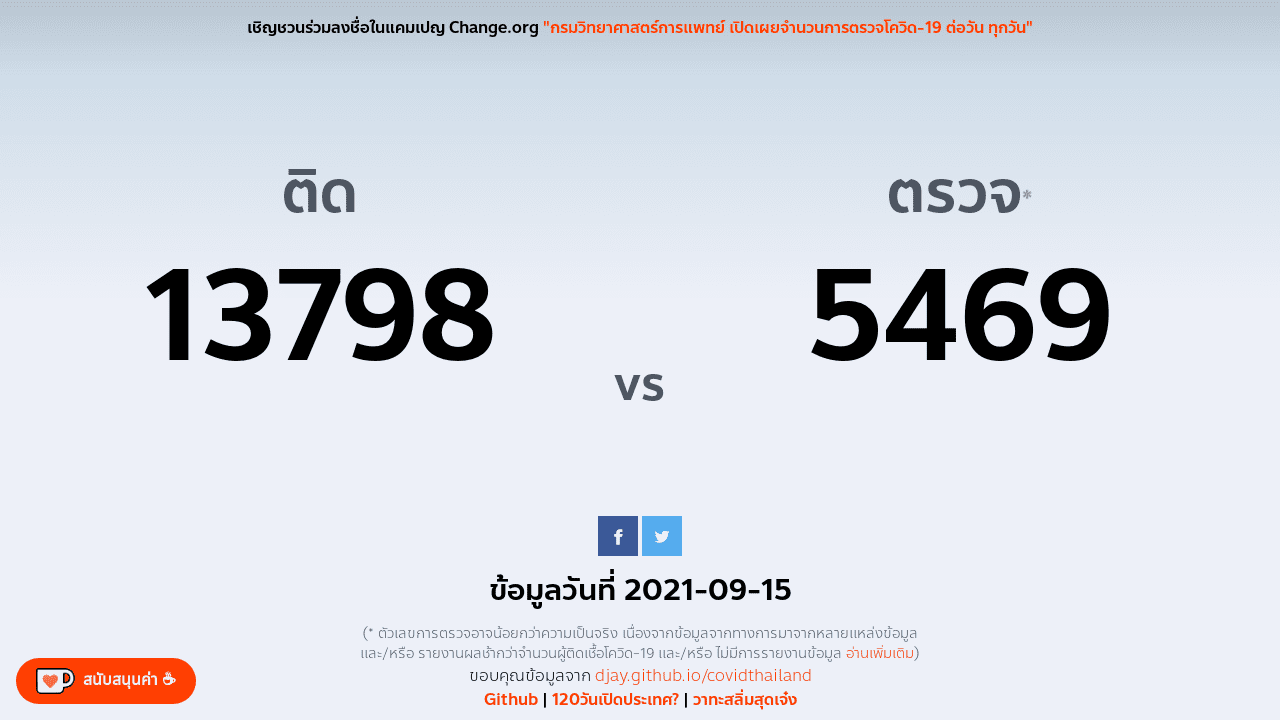 เชิญชวนร่วมลงชื่อในแคมเปญ Change.org "กรมวิทยาศาสตร์การแพทย์ เปิดเผยจำนวนการตรวจโควิด-19 ต่อวัน ทุกวัน"
ติด
13798
vs
ตรวจ*
5469
ข้อมูลวันที่ 2021-09-15
(* ตัวเลขการตรวจอาจน้อยกว่าความเป็นจริง เนื่องจากข้อมูลจากทางการมาจากหลายแหล่งข้อมูล
และ/หรือ รายงานผลช้ากว่าจำนวนผู้ติดเชื้อโควิด-19 และ/หรือ ไม่มีการรายงานข้อมูล อ่านเพิ่มเติม)
ขอบคุณข้อมูลจาก djay.github.io/covidthailand
Github | 120วันเปิดประเทศ? | วาทะสลิ่มสุดเจ๋ง
สนับสนุนค่า ☕